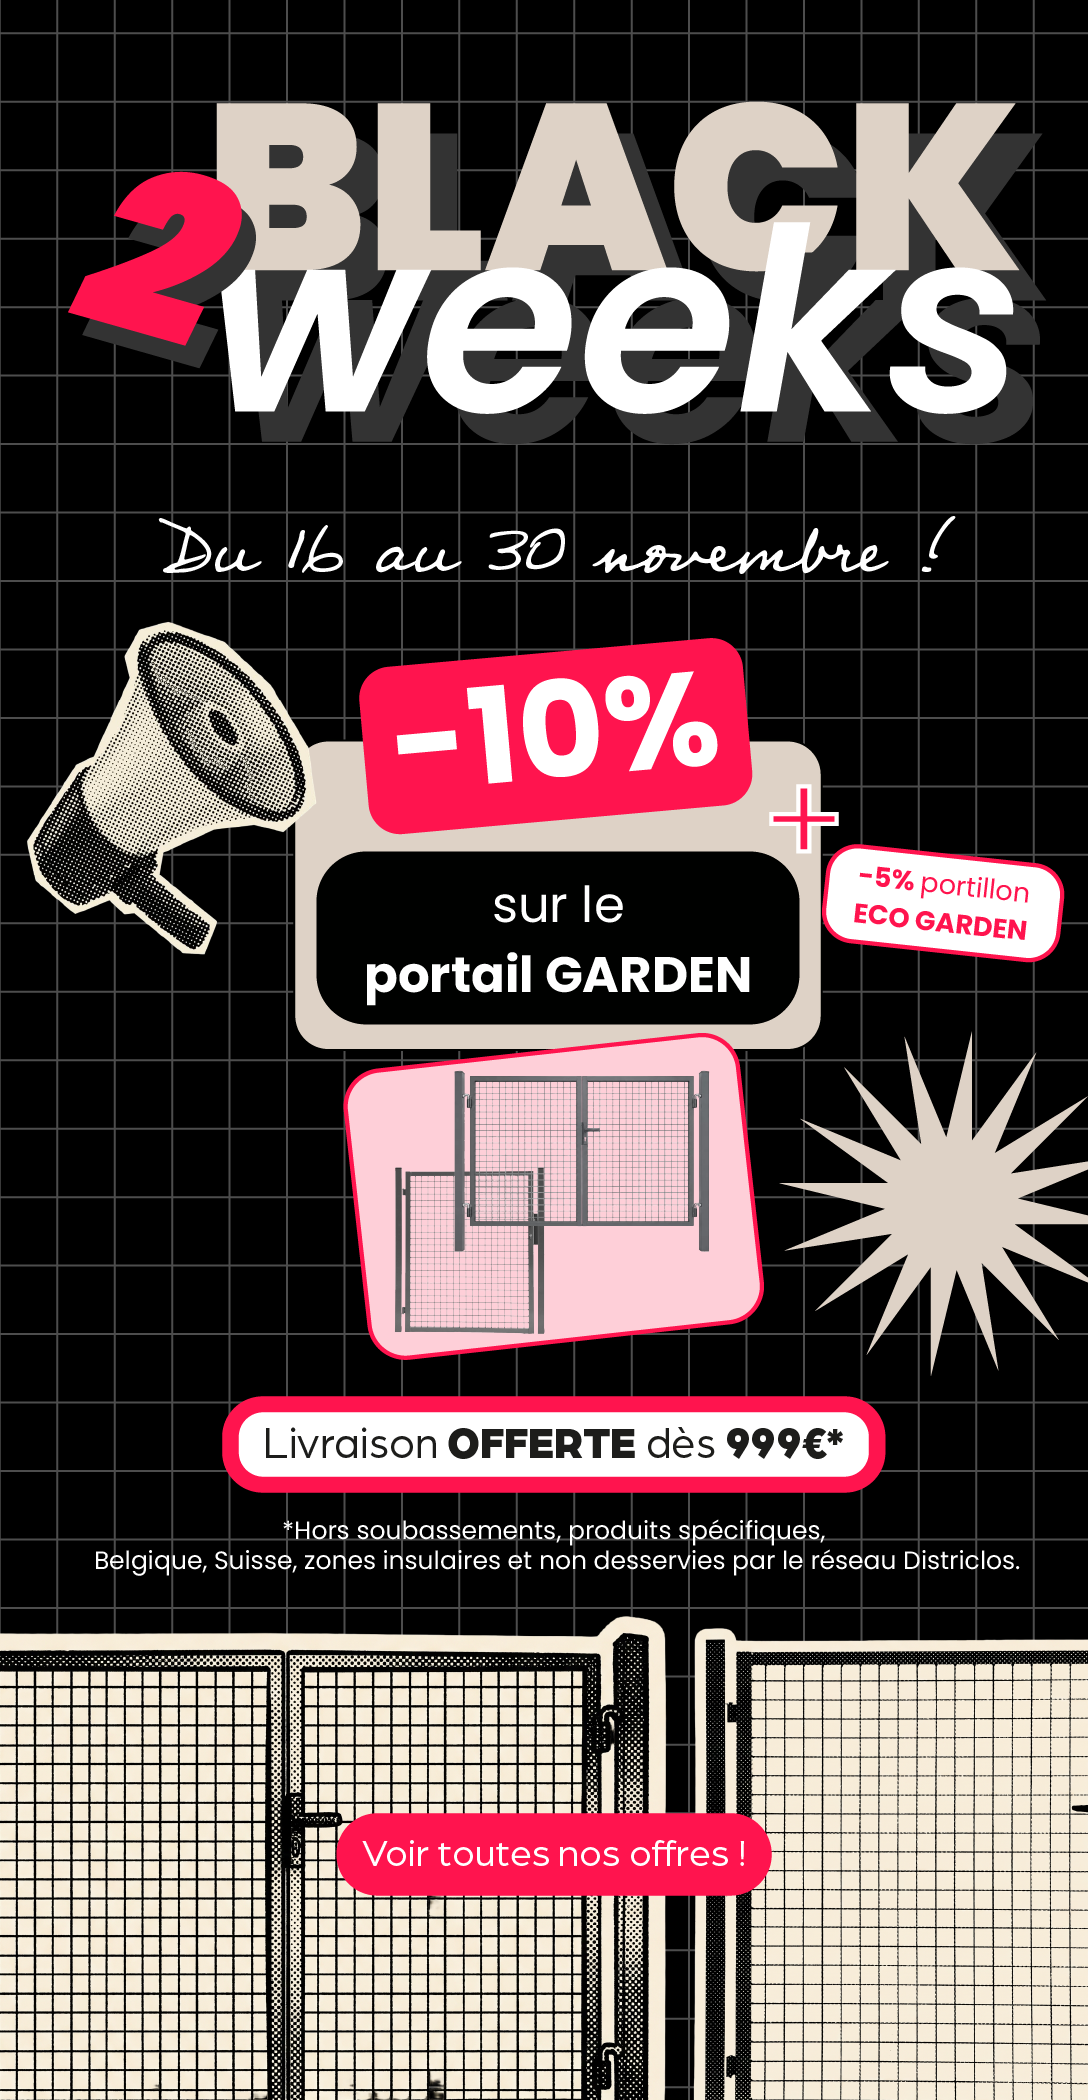 2 BLACK
weeks
Du 16 au 30 novembre !
-10%
sur le
portail GARDEN
+
-5% portillon
ECO GARDEN
Livraison OFFERTE dès 999€*
*Hors soubassements, produits spécifiques,
Belgique, Suisse, zones insulaires et non desservies par le réseau Districlos.
Voir toutes nos offres !